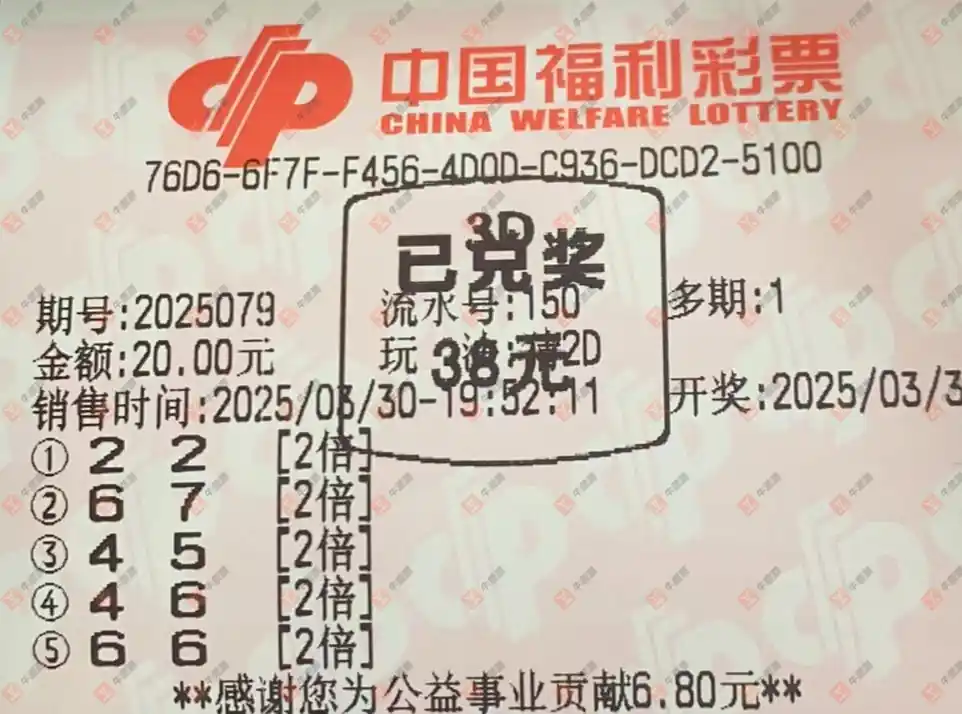 中国福利彩票
CHINA WELFARE LOTTERY
76D6-6F7F-F456-4D0D-C936-DCD2-5100
3D
已兑奖
期号:2025079 流水号:150 多期:1
金额:20.00元 玩 2D
38元
销售时间:2025/03/30-19:52:11 开奖:2025/03/3
① 2 2 [2倍]
② 6 7 [2倍]
③ 4 5 [2倍]
④ 4 6 [2倍]
⑤ 6 6 [2倍]
**感谢您为公益事业贡献6.80元**